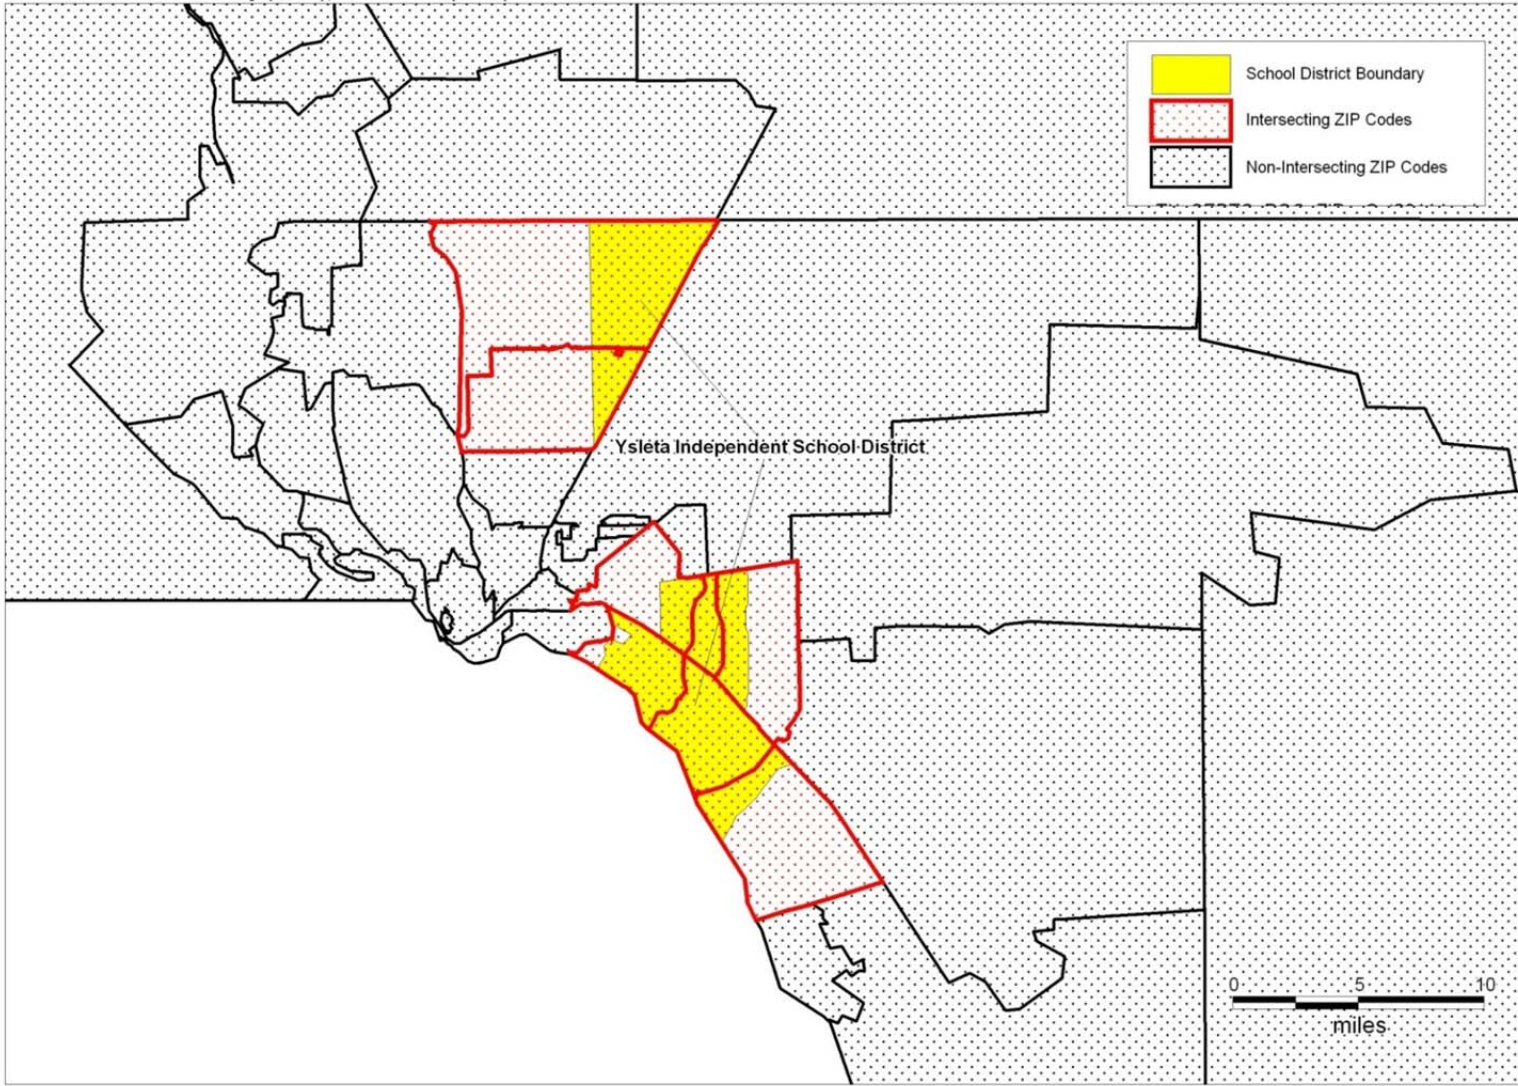 School District Boundary
Intersecting ZIP Codes
Non-Intersecting ZIP Codes
Ysleta Independent School District
0 5 10
miles